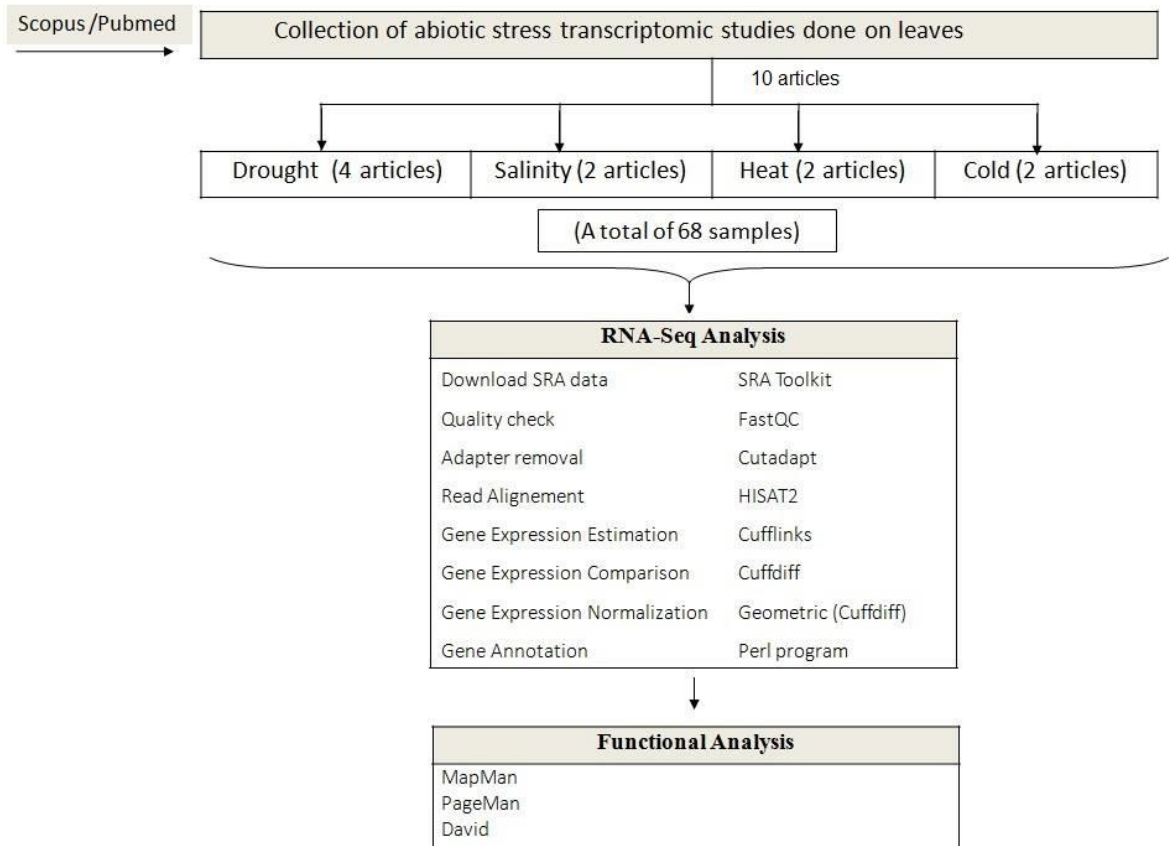 Scopus/Pubmed
Collection of abiotic stress transcriptomic studies done on leaves
10 articles
Drought (4 articles) Salinity (2 articles) Heat (2 articles) Cold (2 articles)
(A total of 68 samples)
RNA-Seq Analysis
Download SRA data SRA Toolkit
Quality check FastQC
Adapter removal Cutadapt
Read Alignement HISAT2
Gene Expression Estimation Cufflinks
Gene Expression Comparison Cuffdiff
Gene Expression Normalization Geometric (Cuffdiff)
Gene Annotation Perl program
Functional Analysis
MapMan
PageMan
David